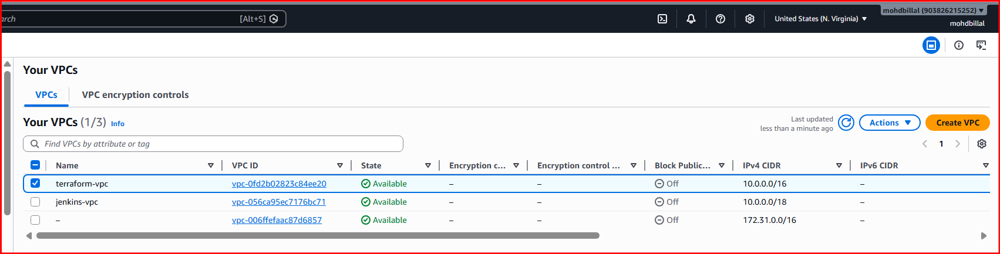 arch [Alt+S] United States (N. Virginia) mohdbillal (903826215252)
mohdbillal
Your VPCs
VPCs VPC encryption controls
Your VPCs (1/3) Info Last updated less than a minute ago Actions Create VPC
Find VPCs by attribute or tag 1
Name VPC ID State Encryption c... Encryption control ... Block Public... IPv4 CIDR IPv6 CIDR
terraform-vpc vpc-0fd2b02823c84ee20 Available – – Off 10.0.0.0/16 –
jenkins-vpc vpc-056ca95ec7176bc71 Available – – Off 10.0.0.0/18 –
– vpc-006ffefaac87d6857 Available – – Off 172.31.0.0/16 –